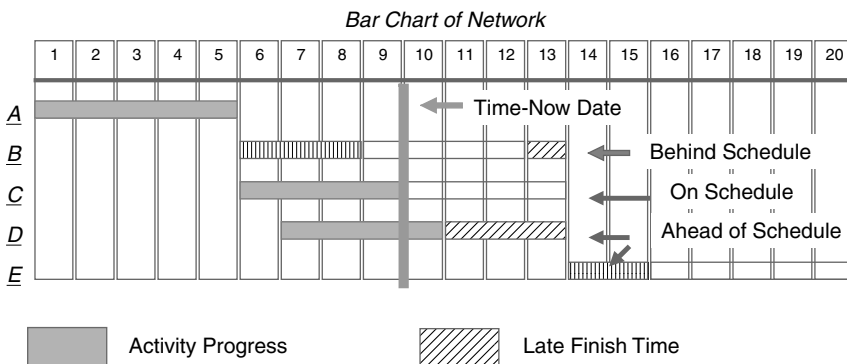 Bar Chart of Network
1 2 3 4 5 6 7 8 9 10 11 12 13 14 15 16 17 18 19 20
A
Time-Now Date
B
Behind Schedule
C
On Schedule
D
Ahead of Schedule
E
Activity Progress
Late Finish Time